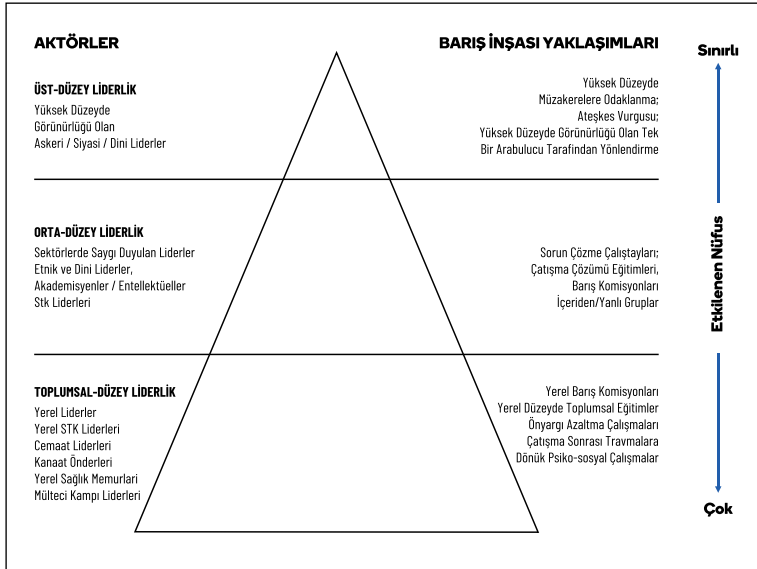 AKTÖRLER
BARIŞ İNŞASI YAKLAŞIMLARI
Sınırlı
ÜST-DÜZEY LİDERLİK
Yüksek Düzeyde
Görünürlüğü Olan
Askeri / Siyasi / Dini Liderler
Yüksek Düzeyde
Müzakerelere Odaklanma;
Ateşkes Vurgusu;
Yüksek Düzeyde Görünürlüğü Olan Tek
Bir Arabulucu Tarafindan Yönlendirme
ORTA-DÜZEY LİDERLİK
Sektörlerde Saygı Duyulan Liderler
Etnik ve Dini Liderler,
Akademisyenler / Entellektüeller
Stk Liderleri
Sorun Çözme Çalıştayları;
Çatışma Çözümü Eğitimleri,
Barış Komisyonları
İçeriden/Yanlı Gruplar
Etkilenen Nüfus
TOPLUMSAL-DÜZEY LİDERLİK
Yerel Liderler
Yerel STK Liderleri
Cemaat Liderleri
Kanaat Önderleri
Yerel Sağlık Memurlari
Mülteci Kampı Liderleri
Yerel Barış Komisyonları
Yerel Düzeyde Toplumsal Eğitimler
Önyargı Azaltma Çalışmaları
Çatışma Sonrası Travmalara
Dönük Psiko-sosyal Çalışmalar
Çok